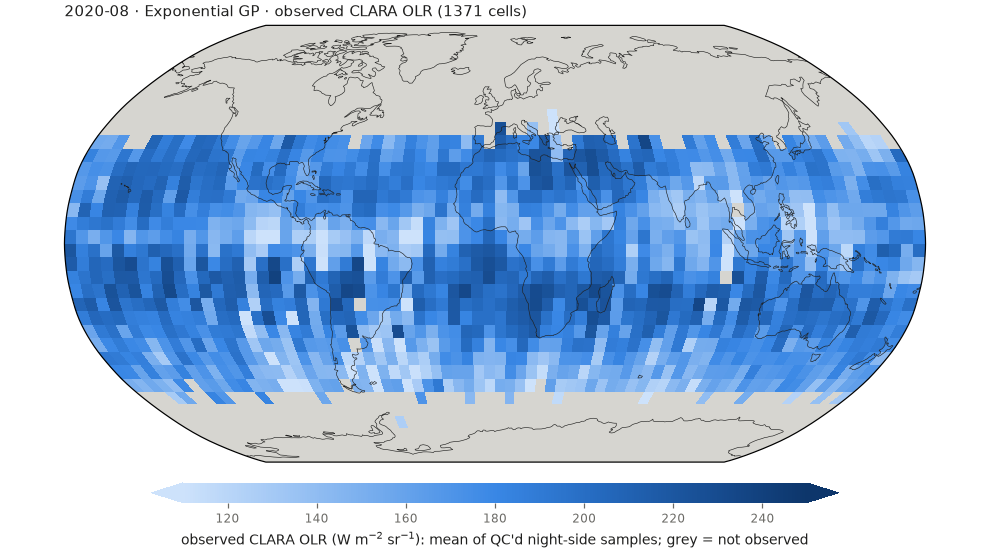 2020-08 · Exponential GP · observed CLARA OLR (1371 cells)
120 140 160 180 200 220 240
observed CLARA OLR (W m⁻² sr⁻¹): mean of QC'd night-side samples; grey = not observed